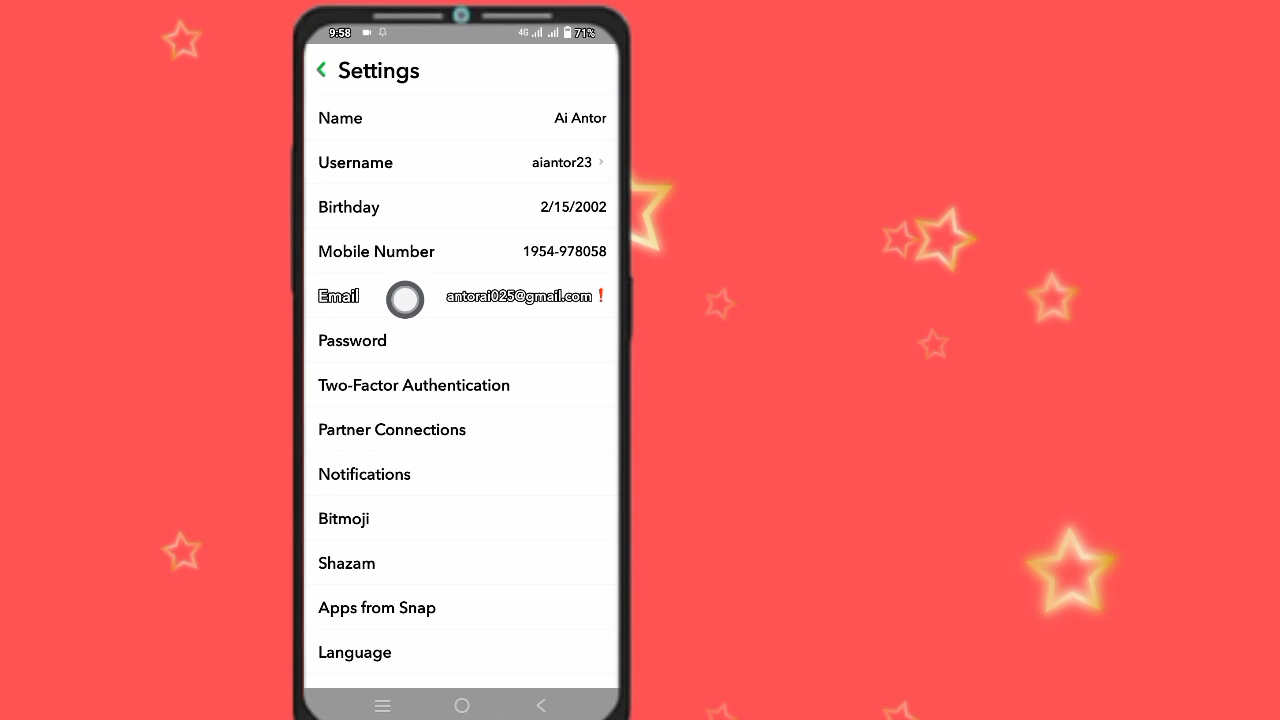 9:58 4G 71%
Settings
Name Ai Antor
Username aiantor23
Birthday 2/15/2002
Mobile Number 1954-978058
Email antorai025@gmail.com❗
Password
Two-Factor Authentication
Partner Connections
Notifications
Bitmoji
Shazam
Apps from Snap
Language